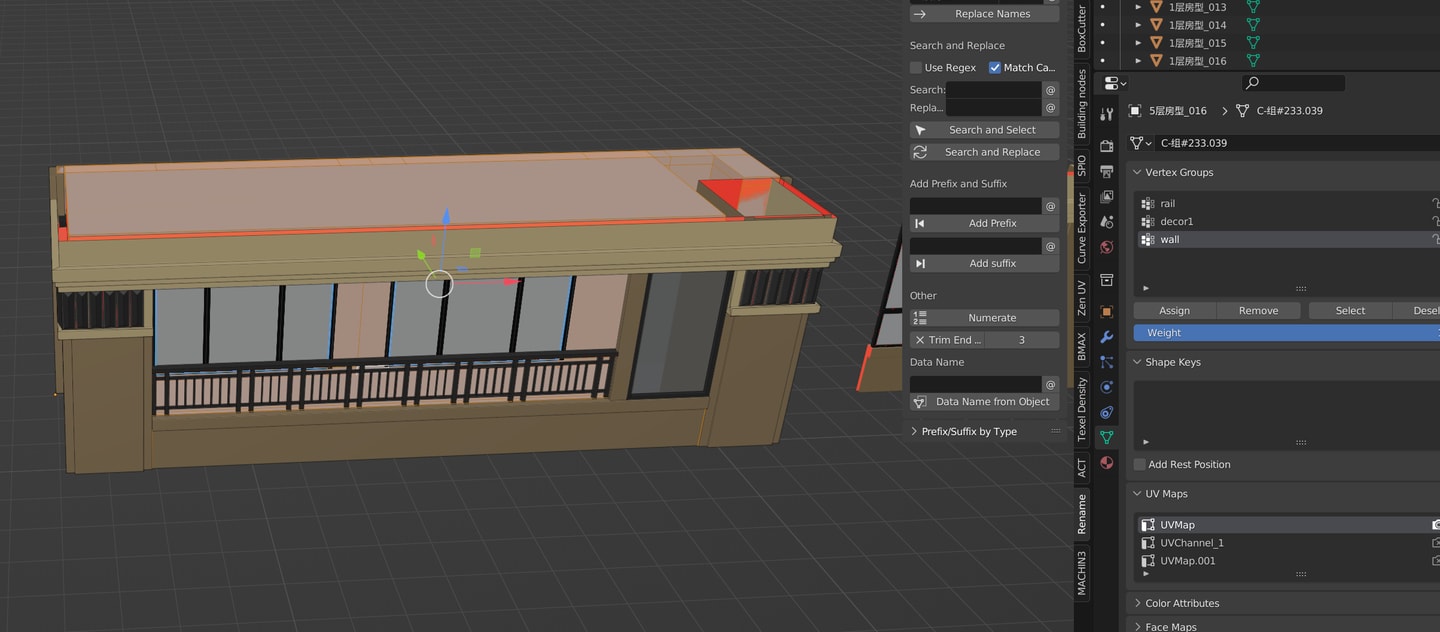 Replace Names
Search and Replace
Use Regex
Match Ca...
Search:
@
Repla...
@
Search and Select
Search and Replace
Add Prefix and Suffix
@
Add Prefix
@
Add suffix
Other
Numerate
Trim End ...
3
Data Name
@
Data Name from Object
Prefix/Suffix by Type
BoxCutter
Building nodes
SPIO
Curve Exporter
Zen UV
BMAX
Texel Density
ACT
Rename
MACHIN3
1层房型_013
1层房型_014
1层房型_015
1层房型_016
5层房型_016
C-组#233.039
C-组#233.039
Vertex Groups
rail
decor1
wall
Assign
Remove
Select
Desel
Weight
Shape Keys
Add Rest Position
UV Maps
UVMap
UVChannel_1
UVMap.001
Color Attributes
Face Maps